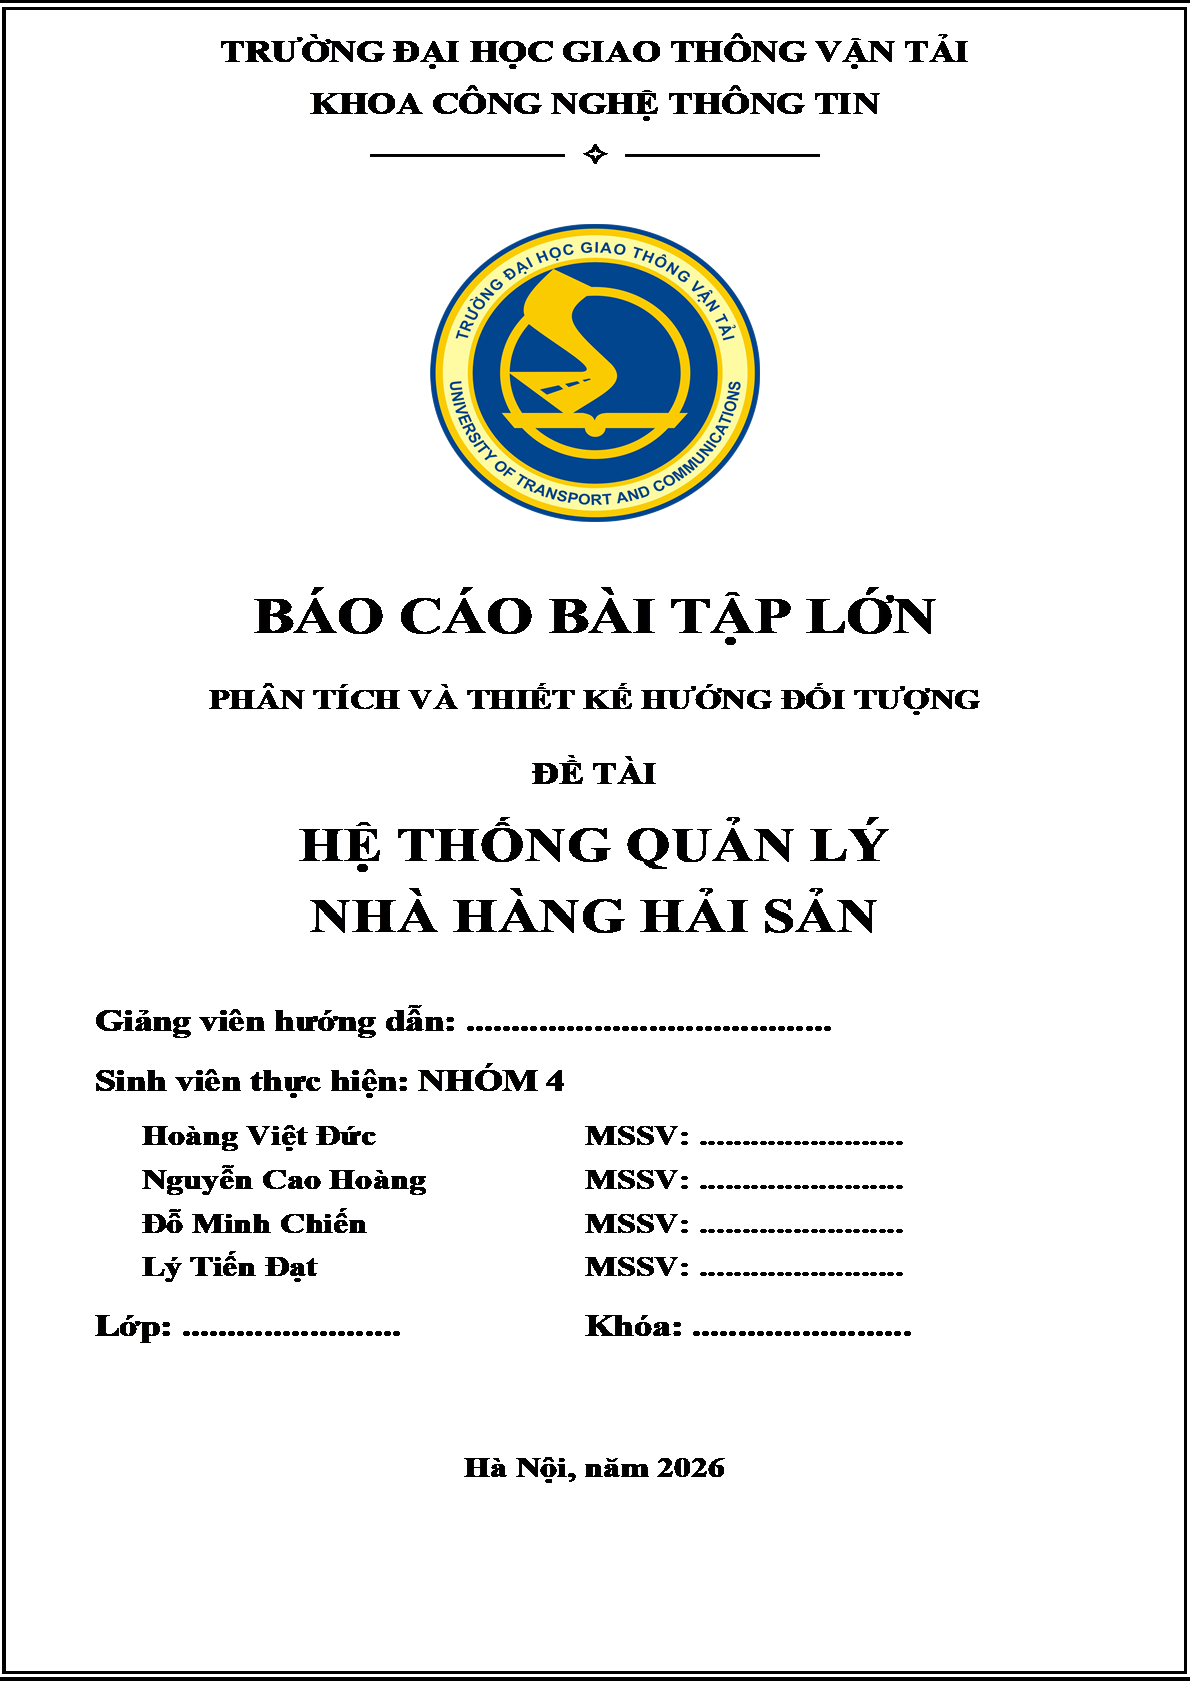 TRƯỜNG ĐẠI HỌC GIAO THÔNG VẬN TẢI
KHOA CÔNG NGHỆ THÔNG TIN
TRƯỜNG ĐẠI HỌC GIAO THÔNG VẬN TẢI
UNIVERSITY OF TRANSPORT AND COMMUNICATIONS
BÁO CÁO BÀI TẬP LỚN
PHÂN TÍCH VÀ THIẾT KẾ HƯỚNG ĐỐI TƯỢNG
ĐỀ TÀI
HỆ THỐNG QUẢN LÝ
NHÀ HÀNG HẢI SẢN
Giảng viên hướng dẫn: ........................................
Sinh viên thực hiện: NHÓM 4
Hoàng Việt Đức MSSV: ........................
Nguyễn Cao Hoàng MSSV: ........................
Đỗ Minh Chiến MSSV: ........................
Lý Tiến Đạt MSSV: ........................
Lớp: ........................ Khóa: ........................
Hà Nội, năm 2026